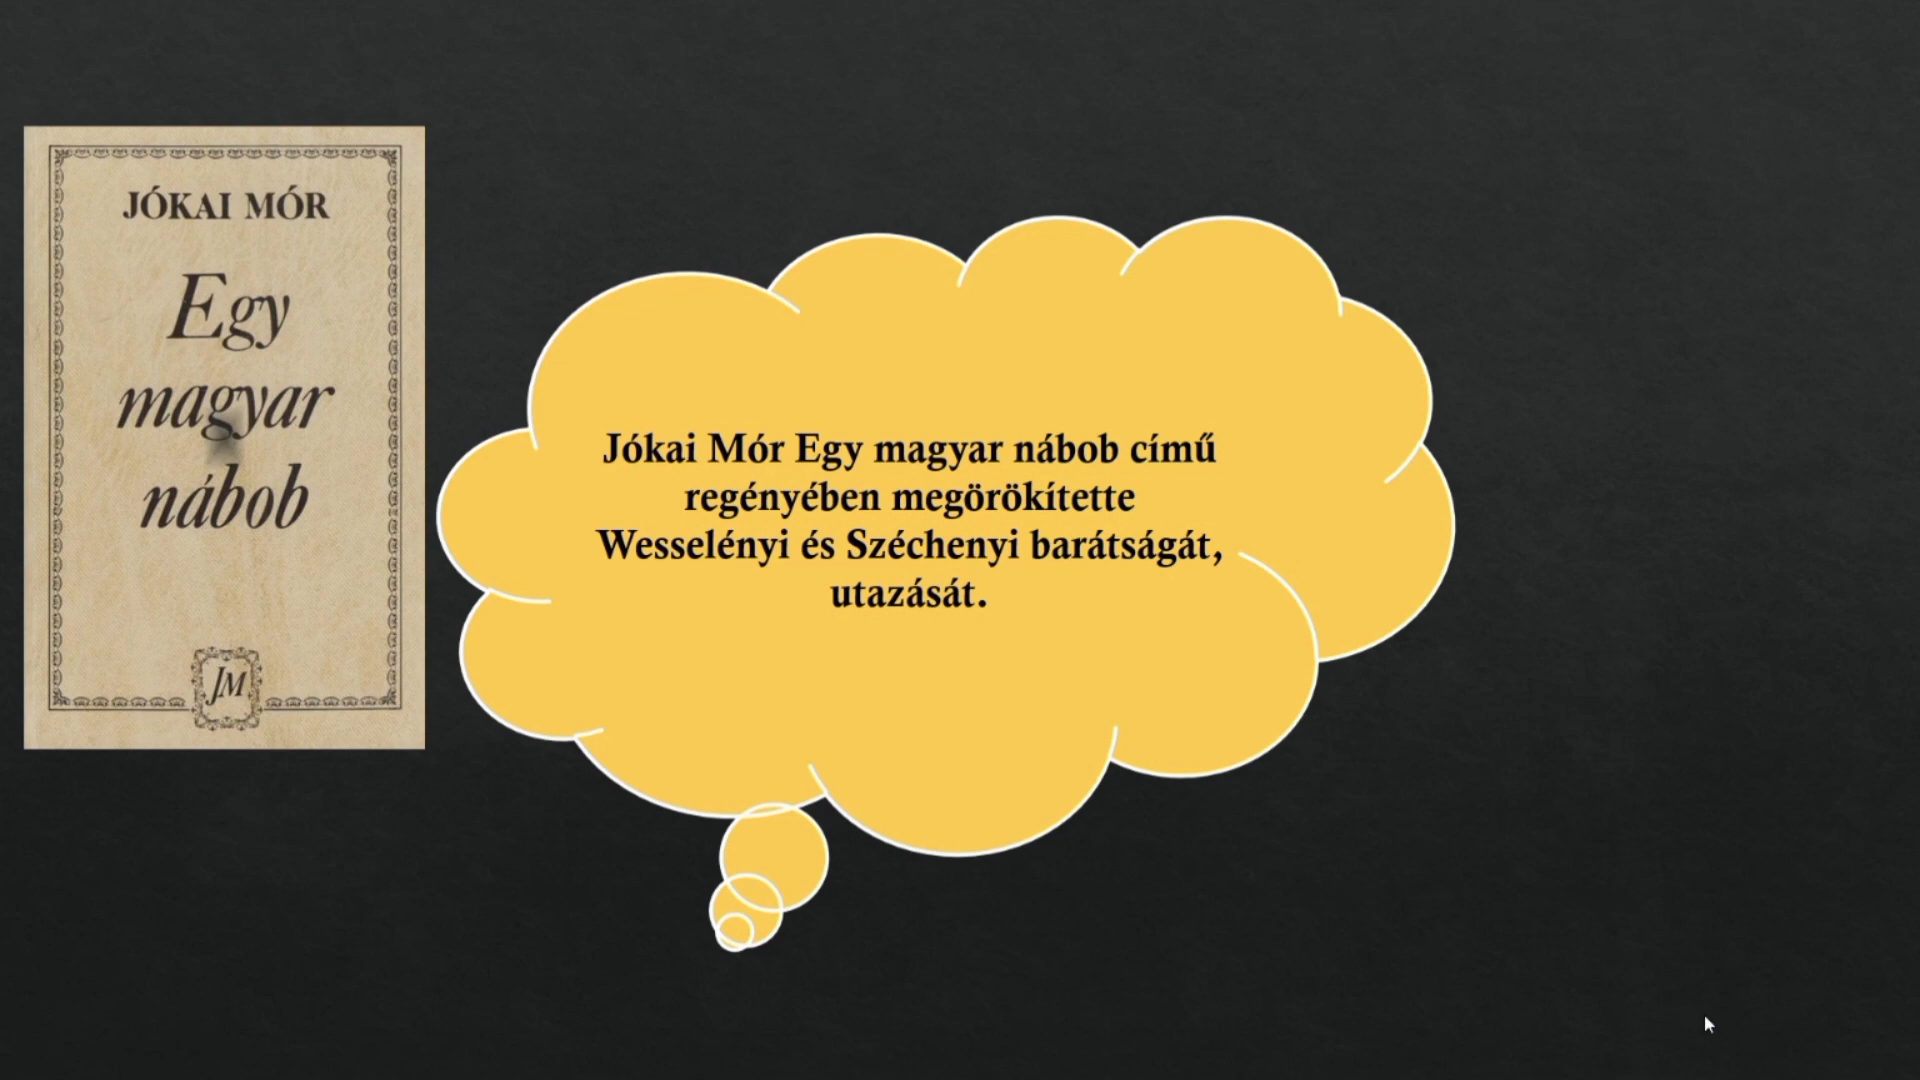 JÓKAI MÓR
Egy
magyar
nábob
JM
Jókai Mór Egy magyar nábob című
regényében megörökítette
Wesselényi és Széchenyi barátságát,
utazását.